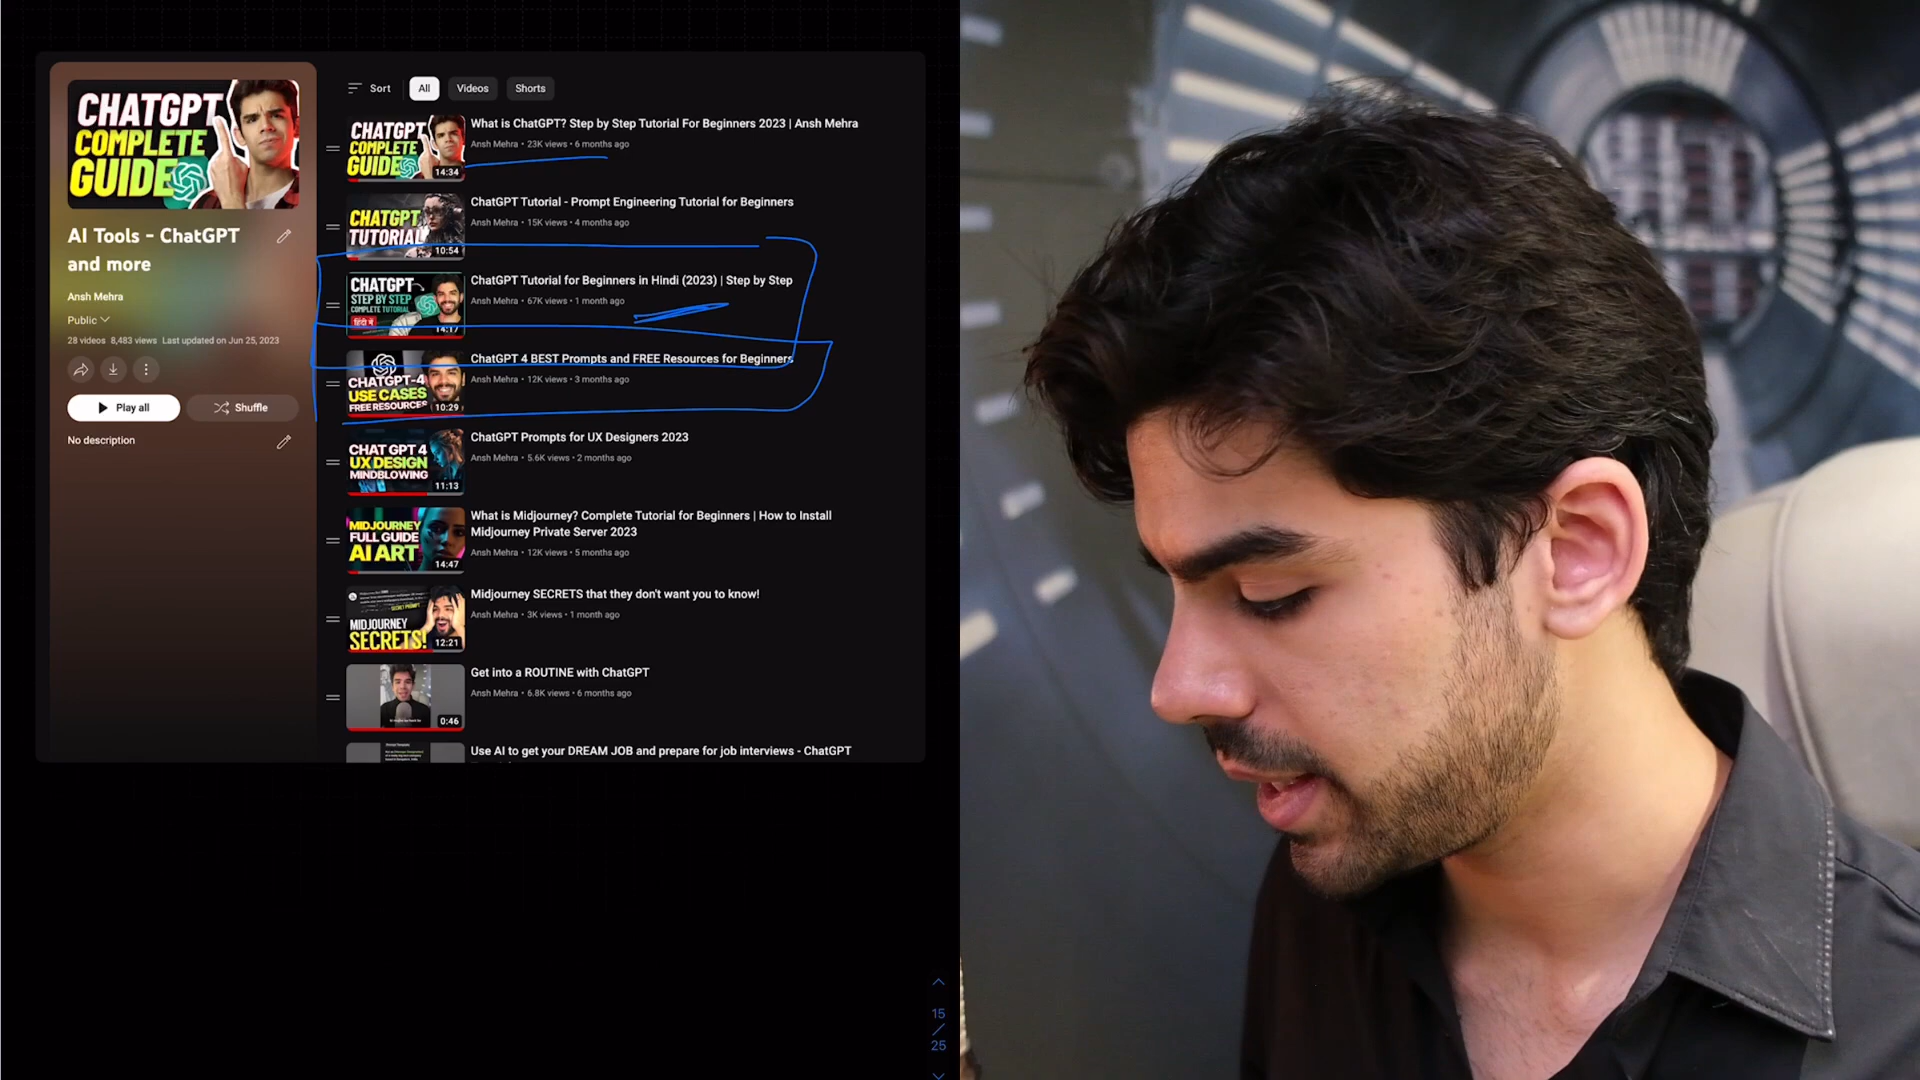 CHATGPT
COMPLETE
GUIDE
AI Tools - ChatGPT
and more
Ansh Mehra
Public
28 videos 8,483 views Last updated on Jun 25, 2023
Play all
Shuffle
No description
Sort
All
Videos
Shorts
CHATGPT
COMPLETE
GUIDE
14:34
What is ChatGPT? Step by Step Tutorial For Beginners 2023 | Ansh Mehra
Ansh Mehra • 23K views • 6 months ago
CHATGPT
TUTORIAL
10:54
ChatGPT Tutorial - Prompt Engineering Tutorial for Beginners
Ansh Mehra • 15K views • 4 months ago
CHATGPT
STEP BY STEP
COMPLETE TUTORIAL
हिंदी में
14:17
ChatGPT Tutorial for Beginners in Hindi (2023) | Step by Step
Ansh Mehra • 67K views • 1 month ago
CHATGPT-4
USE CASES
FREE RESOURCES
10:29
ChatGPT 4 BEST Prompts and FREE Resources for Beginners
Ansh Mehra • 12K views • 3 months ago
CHAT GPT 4
UX DESIGN
MINDBLOWING
11:13
ChatGPT Prompts for UX Designers 2023
Ansh Mehra • 5.6K views • 2 months ago
MIDJOURNEY
FULL GUIDE
AI ART
14:47
What is Midjourney? Complete Tutorial for Beginners | How to Install
Midjourney Private Server 2023
Ansh Mehra • 12K views • 5 months ago
SECRET PROMPT
MIDJOURNEY
SECRETS!
12:21
Midjourney SECRETS that they don't want you to know!
Ansh Mehra • 3K views • 1 month ago
0:46
Get into a ROUTINE with ChatGPT
Ansh Mehra • 6.8K views • 6 months ago
Use AI to get your DREAM JOB and prepare for job interviews - ChatGPT
15
/
25